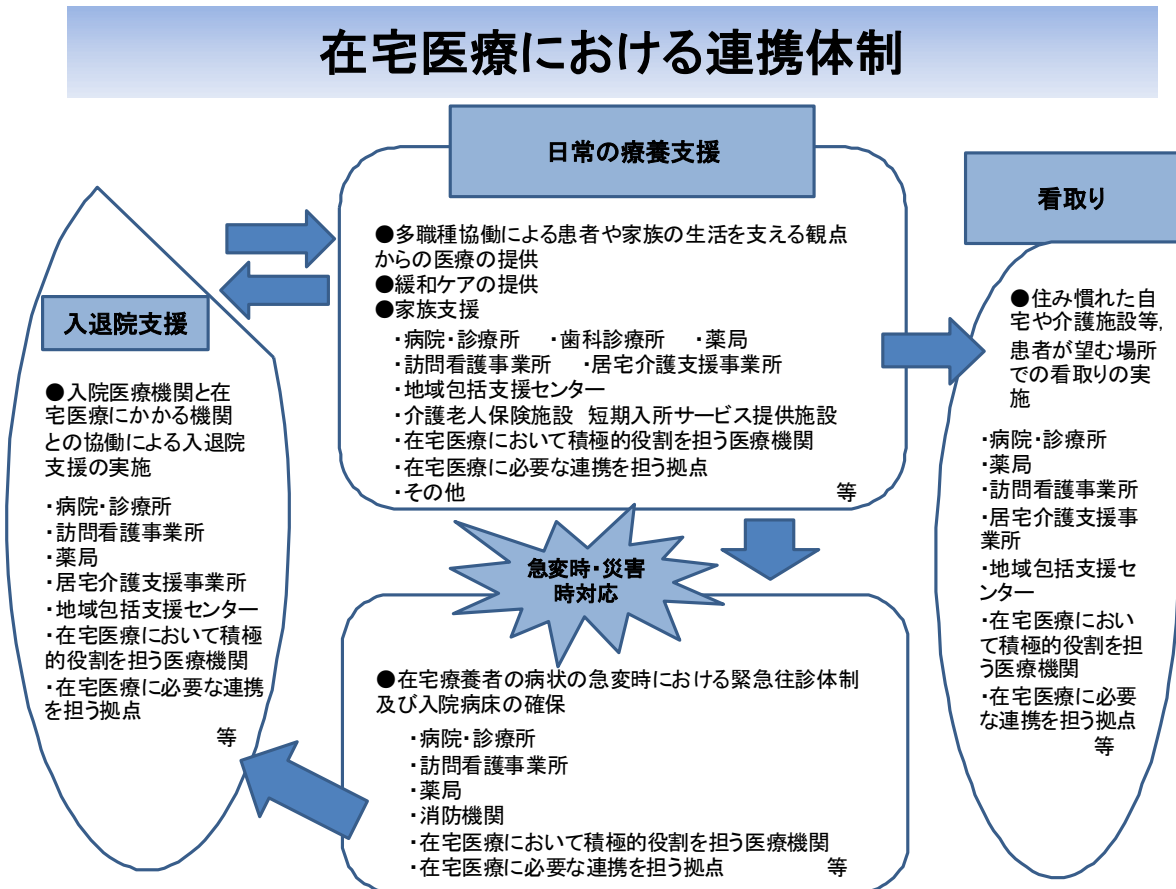 在宅医療における連携体制
入退院支援
●入院医療機関と在
宅医療にかかる機関
との協働による入退院
支援の実施
・病院・診療所
・訪問看護事業所
・薬局
・居宅介護支援事業所
・地域包括支援センター
・在宅医療において積極
的役割を担う医療機関
・在宅医療に必要な連携
を担う拠点
等
日常の療養支援
●多職種協働による患者や家族の生活を支える観点
からの医療の提供
●緩和ケアの提供
●家族支援
・病院・診療所 ・歯科診療所 ・薬局
・訪問看護事業所 ・居宅介護支援事業所
・地域包括支援センター
・介護老人保険施設 短期入所サービス提供施設
・在宅医療において積極的役割を担う医療機関
・在宅医療に必要な連携を担う拠点
・その他 等
急変時・災害
時対応
●在宅療養者の病状の急変時における緊急往診体制
及び入院病床の確保
・病院・診療所
・訪問看護事業所
・薬局
・消防機関
・在宅医療において積極的役割を担う医療機関
・在宅医療に必要な連携を担う拠点 等
看取り
●住み慣れた自
宅や介護施設等,
患者が望む場所
での看取りの実
施
・病院・診療所
・薬局
・訪問看護事業所
・居宅介護支援事
業所
・地域包括支援セ
ンター
・在宅医療におい
て積極的役割を担
う医療機関
・在宅医療に必要
な連携を担う拠点
等